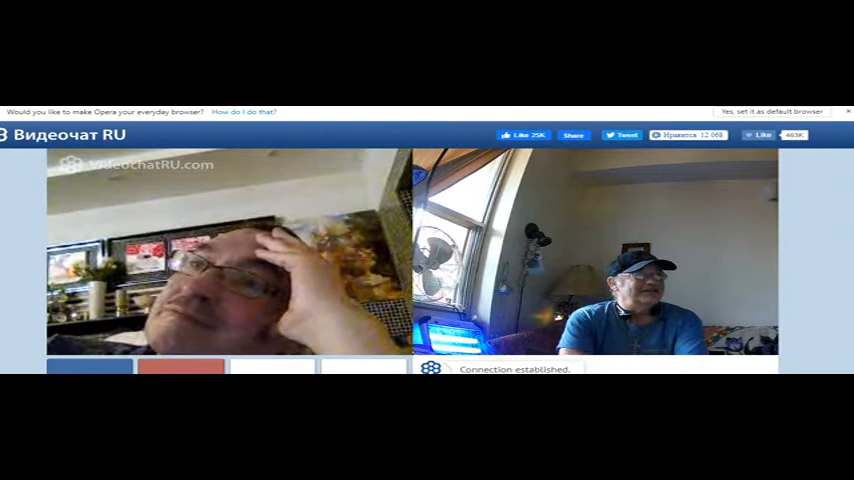 Would you like to make Opera your everyday browser? How do I do that? Yes, set it as default browser
Видеочат RU
Like 25K Share Tweet Нравится 12 068 Like 463K
VideochatRU.com
Connection established.